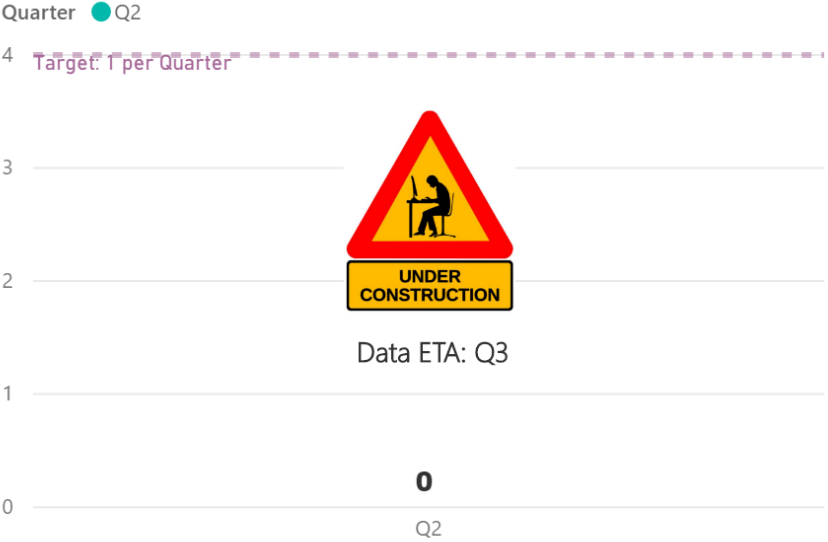 Quarter Q2
4
Target: 1 per Quarter
3
UNDER
CONSTRUCTION
2
Data ETA: Q3
1
0
0
Q2